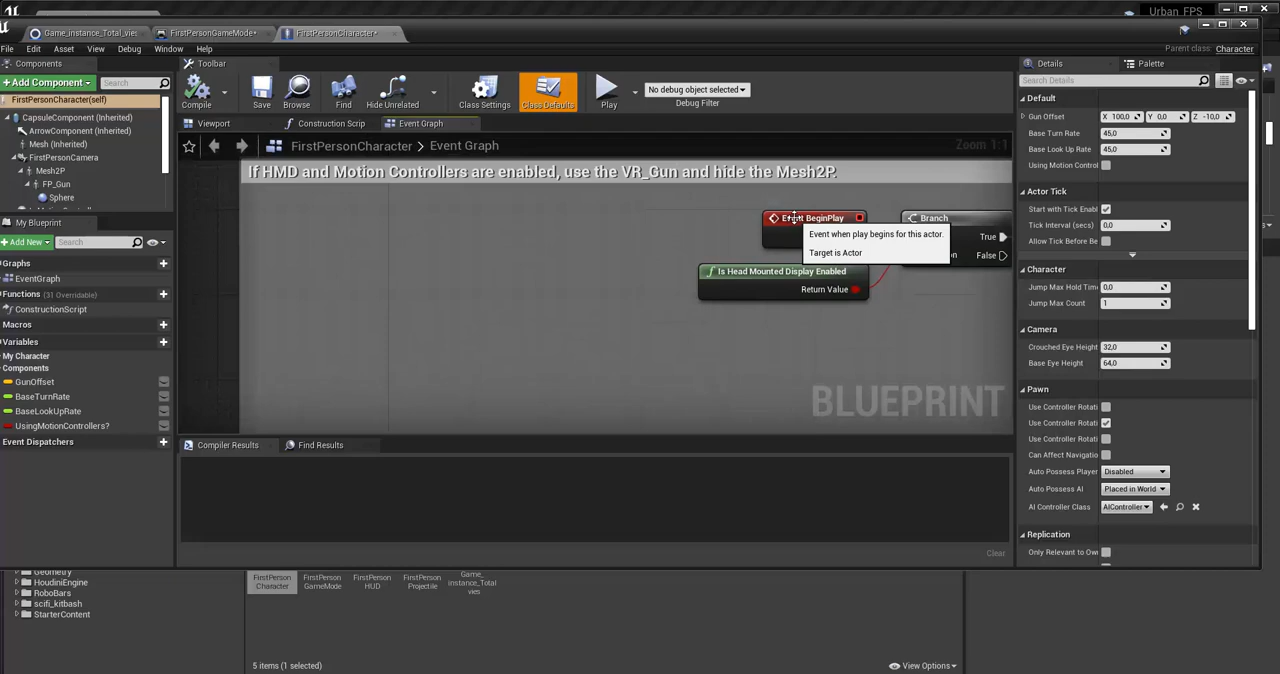 Urban_FPS
Game_instance_Total_vies
FirstPersonGameMode*
FirstPersonCharacter*
File Edit Asset View Debug Window Help
Parent class: Character
Components
Toolbar
Details
Palette
+Add Component
Search
Compile
Save
Browse
Find
Hide Unrelated
Class Settings
Class Defaults
Play
No debug object selected
Debug Filter
Search Details
FirstPersonCharacter(self)
CapsuleComponent (Inherited)
ArrowComponent (Inherited)
Mesh (Inherited)
FirstPersonCamera
Mesh2P
FP_Gun
Sphere
My Blueprint
+Add New
Search
Graphs
EventGraph
Functions (31 Overridable)
ConstructionScript
Macros
Variables
My Character
Components
GunOffset
BaseTurnRate
BaseLookUpRate
UsingMotionControllers?
Event Dispatchers
Viewport
Construction Scrip
Event Graph
FirstPersonCharacter > Event Graph
Zoom 1:1
If HMD and Motion Controllers are enabled, use the VR_Gun and hide the Mesh2P.
Event BeginPlay
Branch
Event when play begins for this actor.
Target is Actor
True
False
Is Head Mounted Display Enabled
Return Value
BLUEPRINT
Compiler Results
Find Results
Clear
Default
Gun Offset X 100,0 Y 0,0 Z -10,0
Base Turn Rate 45,0
Base Look Up Rate 45,0
Using Motion Control
Actor Tick
Start with Tick Enabl
Tick Interval (secs) 0,0
Allow Tick Before Be
Character
Jump Max Hold Time 0,0
Jump Max Count 1
Camera
Crouched Eye Height 32,0
Base Eye Height 64,0
Pawn
Use Controller Rotati
Use Controller Rotati
Use Controller Rotati
Can Affect Navigatio
Auto Possess Player Disabled
Auto Possess AI Placed in World
AI Controller Class AIController
Replication
Only Relevant to Ow
Geometry
HoudiniEngine
RoboBars
scifi_kitbash
StarterContent
FirstPerson Character
FirstPerson GameMode
FirstPerson HUD
FirstPerson Projectile
Game_ instance_Total vies
5 items (1 selected)
View Options